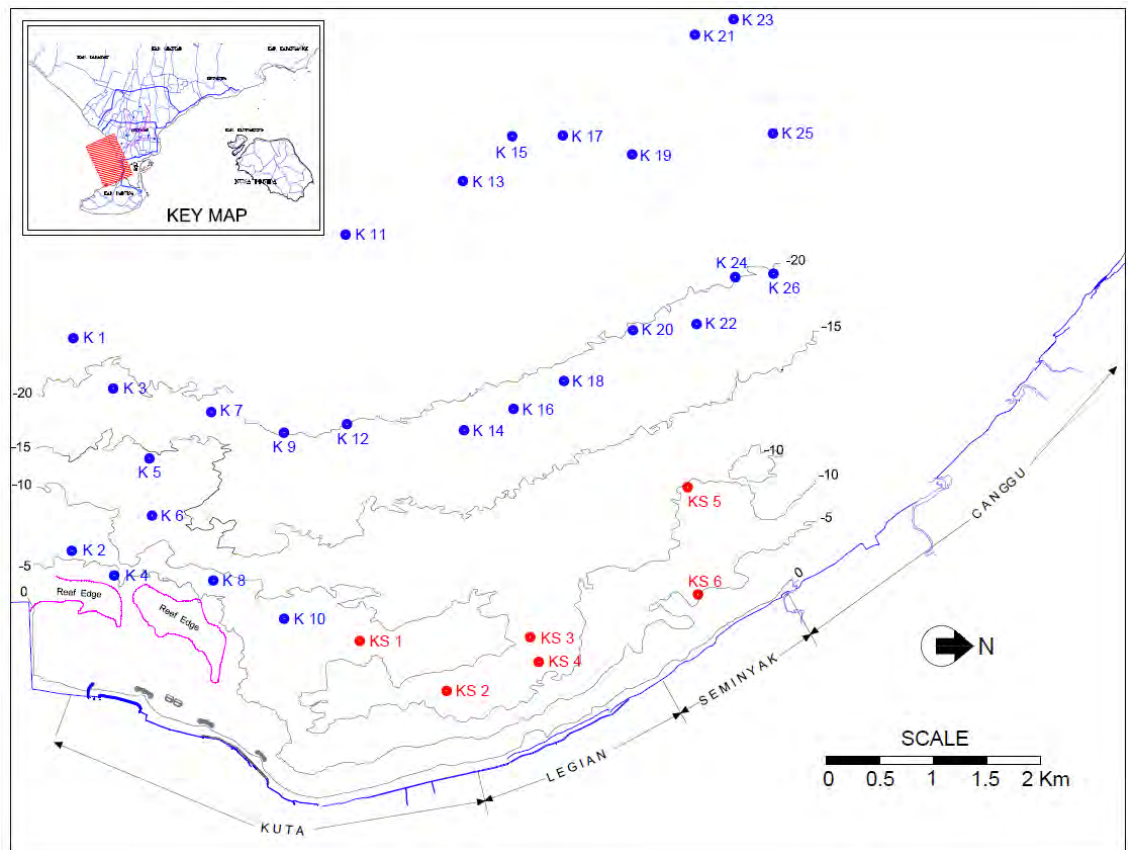 K 23
K 21
K 15
K 17
K 25
K 19
K 13
KEY MAP
K 11
K 24
-20
K 26
K 1
K 20
K 22
-15
K 3
K 18
-20
K 7
K 12
K 16
K 9
K 14
-15
K 5
-10
-10
-10
KS 5
K 6
-5
K 2
-5
K 4
K 8
KS 6
0
0
Reef Edge
Reef Edge
K 10
KS 1
KS 3
KS 4
KS 2
CANGGU
SEMINYAK
LEGIAN
KUTA
N
SCALE
0 0.5 1 1.5 2 Km